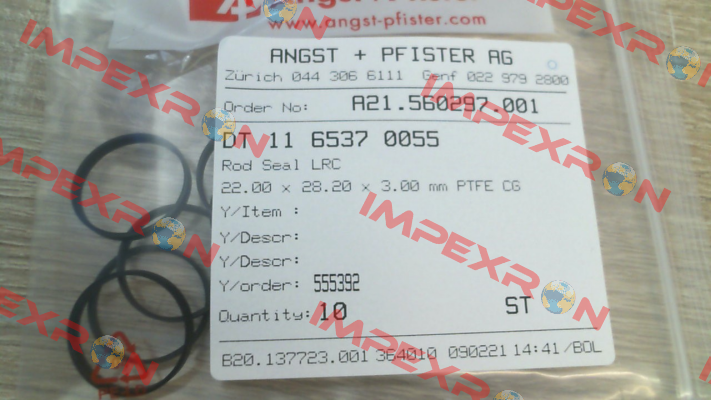 Angst+Pfister
www.angst-pfister.com
ANGST + PFISTER AG
Zürich 044 306 6111 Genf 022 979 2800
Order No: A21.560297.001
DT 11 6537 0055
Rod Seal LRC
22.00 x 28.20 x 3.00 mm PTFE CG
Y/Item :
Y/Descr:
Y/Descr:
Y/order: 555392
Quantity: 10 ST
B20.137723.001 364010 090221 14:41/BOL
IMPEXRON
IMPEXRON
IMPEXRON
IMPEXRON